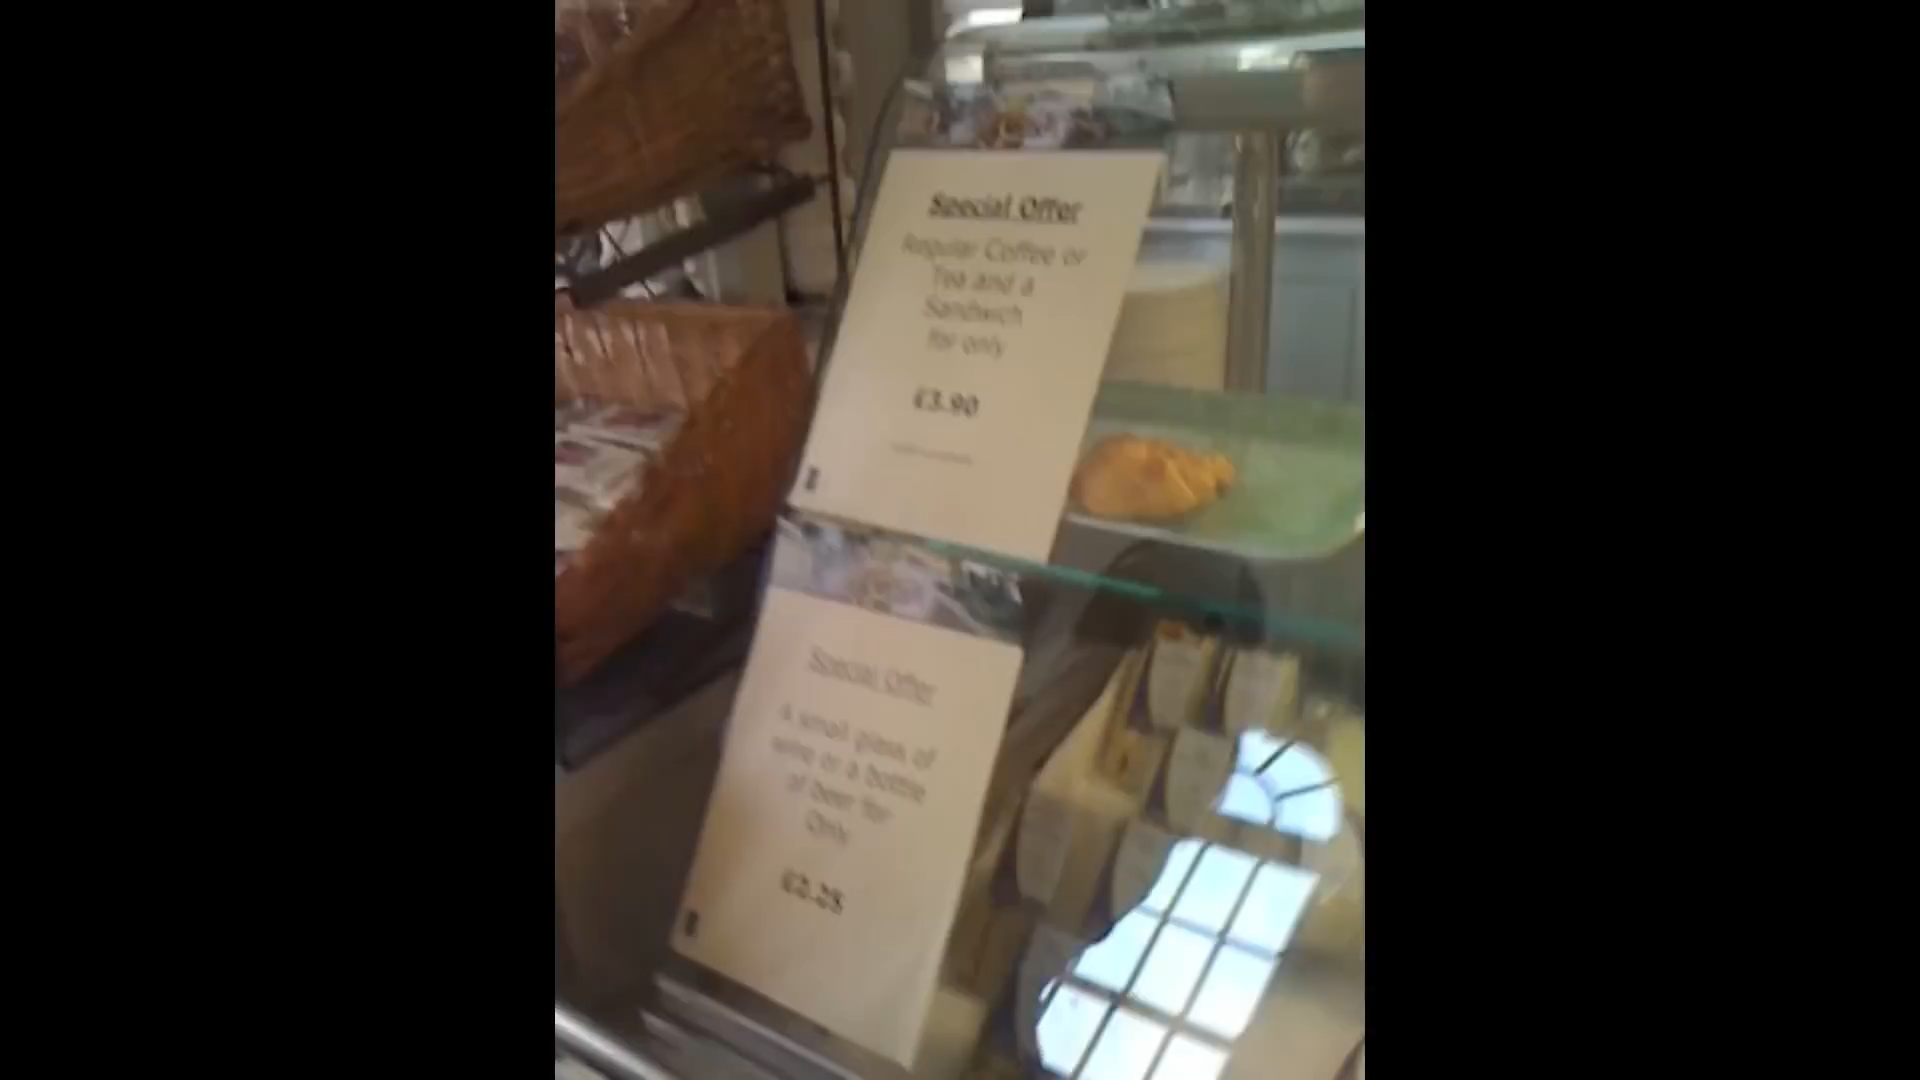 Special Offer
Regular Coffee or
Tea and a
Sandwich
for only
£3.90
Special Offer
A small glass of
wine or a bottle
of beer for
Only
£2.25